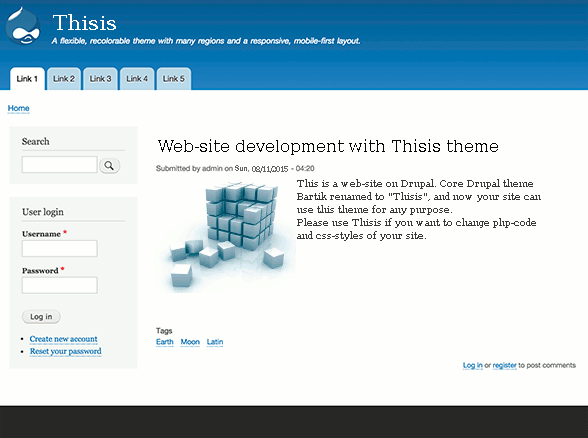 Thisis
A flexible, recolorable theme with many regions and a responsive, mobile-first layout.
Link 1 Link 2 Link 3 Link 4 Link 5
Home
Search
User login
Username *
Password *
Log in
Create new account
Reset your password
Web-site development with Thisis theme
Submitted by admin on Sun, 08/11/2015 - 04:20
This is a web-site on Drupal. Core Drupal theme
Bartik renamed to "Thisis", and now your site can
use this theme for any purpose.
Please use Thisis if you want to change php-code
and css-styles of your site.
Tags
Earth Moon Latin
Log in or register to post comments